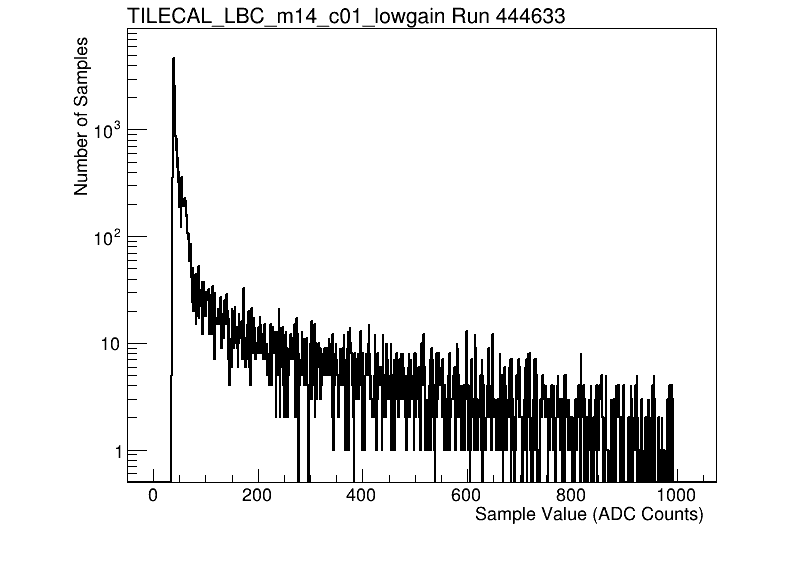 TILECAL_LBC_m14_c01_lowgain Run 444633
Number of Samples
10³
10²
10
1
0 200 400 600 800 1000
Sample Value (ADC Counts)